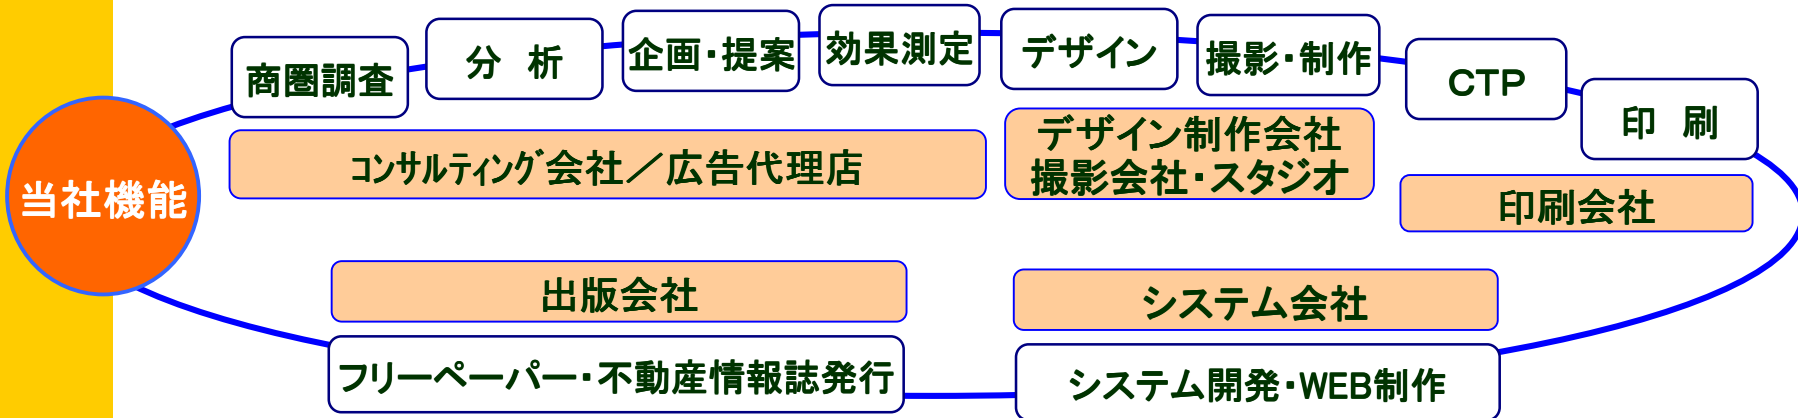 当社機能
商圏調査
分　析
企画・提案
効果測定
デザイン
撮影・制作
CTP
印　刷
コンサルティング会社／広告代理店
デザイン制作会社
撮影会社・スタジオ
印刷会社
出版会社
システム会社
フリーペーパー・不動産情報誌発行
システム開発・WEB制作